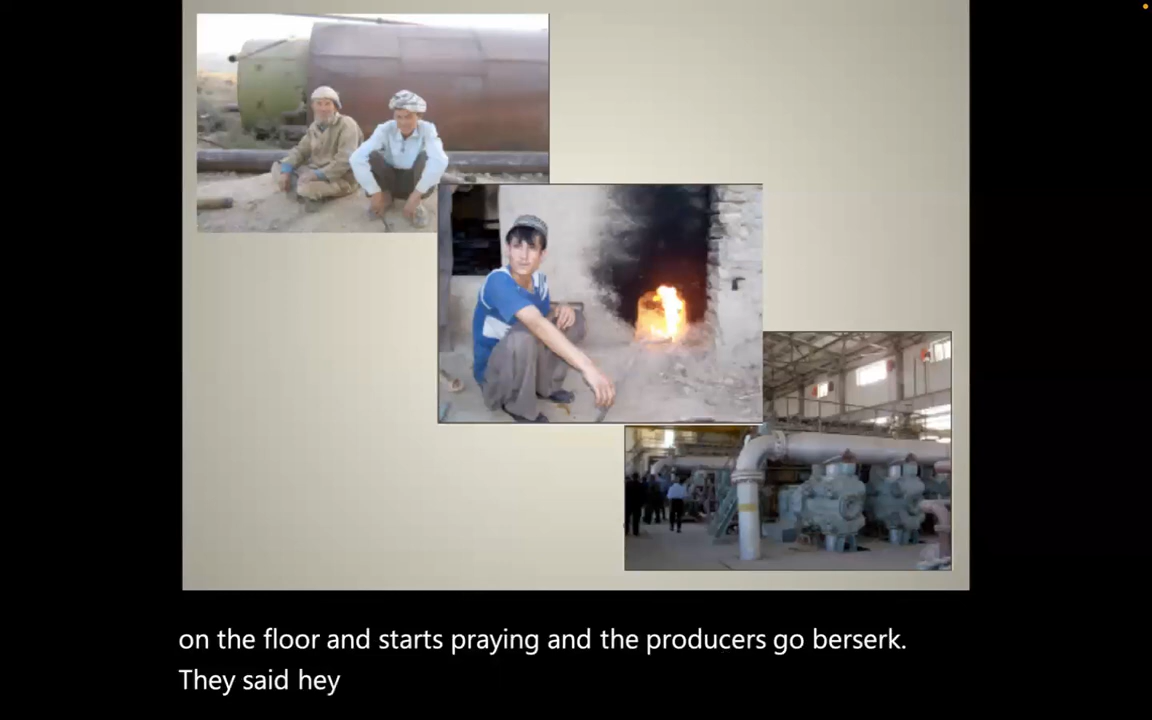 on the floor and starts praying and the producers go berserk.
They said hey